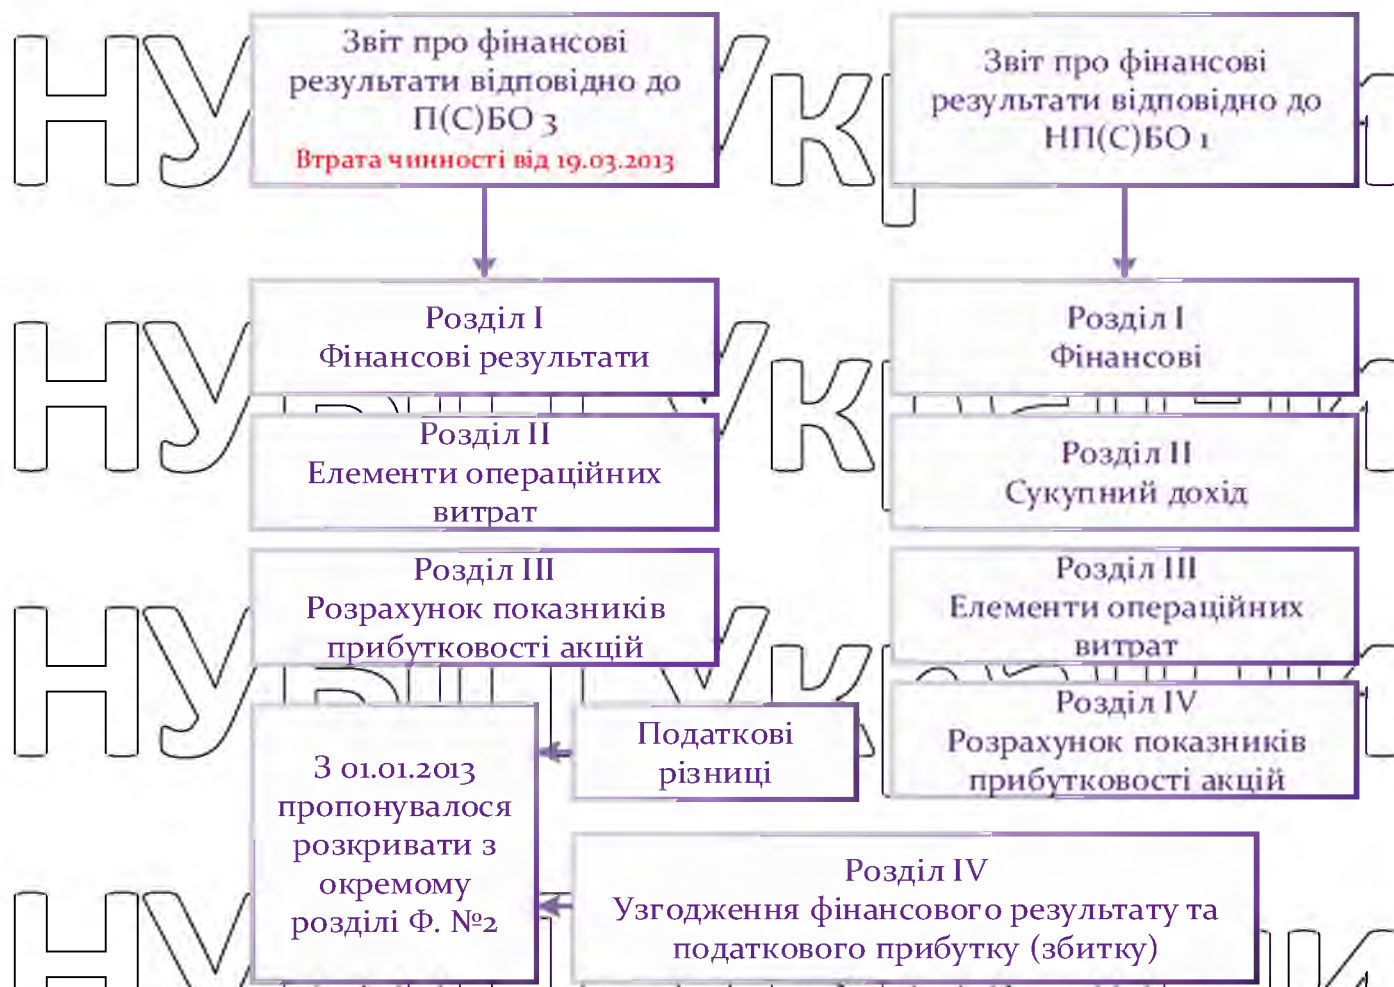 Звіт про фінансові
результати відповідно до
П(С)БО 3
Втрата чинності від 19.03.2013
Розділ I
Фінансові результати
Розділ II
Елементи операційних
витрат
Розділ III
Розрахунок показників
прибутковості акцій
З 01.01.2013
пропонувалося
розкривати з
окремому
розділі Ф. №2
Податкові
різниці
Розділ IV
Узгодження фінансового результату та
податкового прибутку (збитку)
Звіт про фінансові
результати відповідно до
НП(С)БО 1
Розділ I
Фінансові
Розділ II
Сукупний дохід
Розділ III
Елементи операційних
витрат
Розділ IV
Розрахунок показників
прибутковості акцій